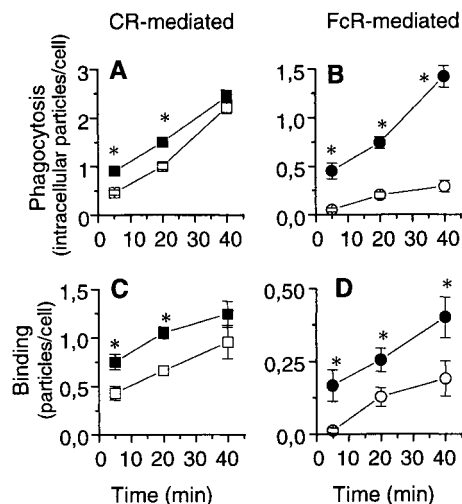 CR-mediated FcR-mediated
Phagocytosis
(intracellular particles/cell)
A
3
2
1
0
0 10 20 30 40
* *
B
1,5
1,0
0,5
0,0
0 10 20 30 40
* * *
Binding
(particles/cell)
C
1,5
1,0
0,5
0,0
0 10 20 30 40
* *
Time (min)
D
0,50
0,25
0,00
0 10 20 30 40
* * *
Time (min)